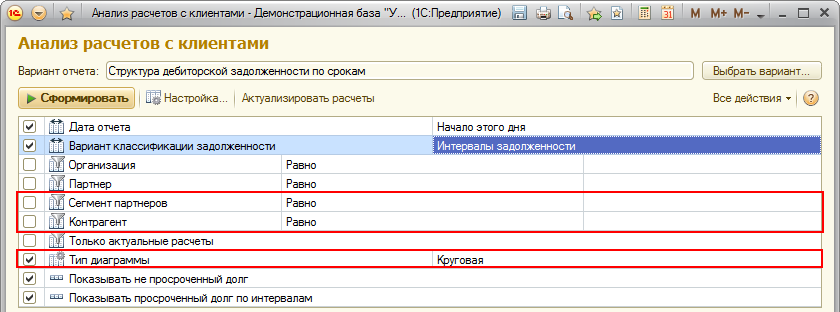 Анализ расчетов с клиентами - Демонстрационная база "У... (1С:Предприятие) M M+ M-
Анализ расчетов с клиентами
Вариант отчета: Структура дебиторской задолженности по срокам Выбрать вариант...
Сформировать Настройка... Актуализировать расчеты Все действия ?
Дата отчета Начало этого дня
Вариант классификации задолженности Интервалы задолженности
Организация Равно
Партнер Равно
Сегмент партнеров Равно
Контрагент Равно
Только актуальные расчеты
Тип диаграммы Круговая
Показывать не просроченный долг
Показывать просроченный долг по интервалам